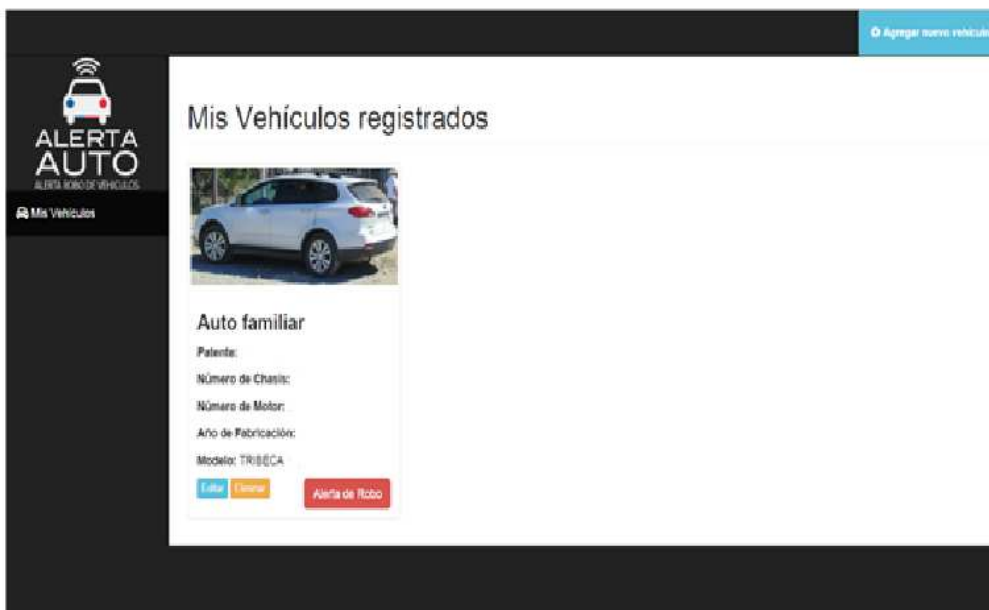 Agregar nuevo vehículo
ALERTA
AUTO
ALERTA ROBO DE VEHICULOS
Mis Vehículos
Mis Vehículos registrados
Auto familiar
Patente:
Número de Chasis:
Número de Motor:
Año de Fabricación:
Modelo: TRIBECA
Editar Eliminar Alerta de Robo